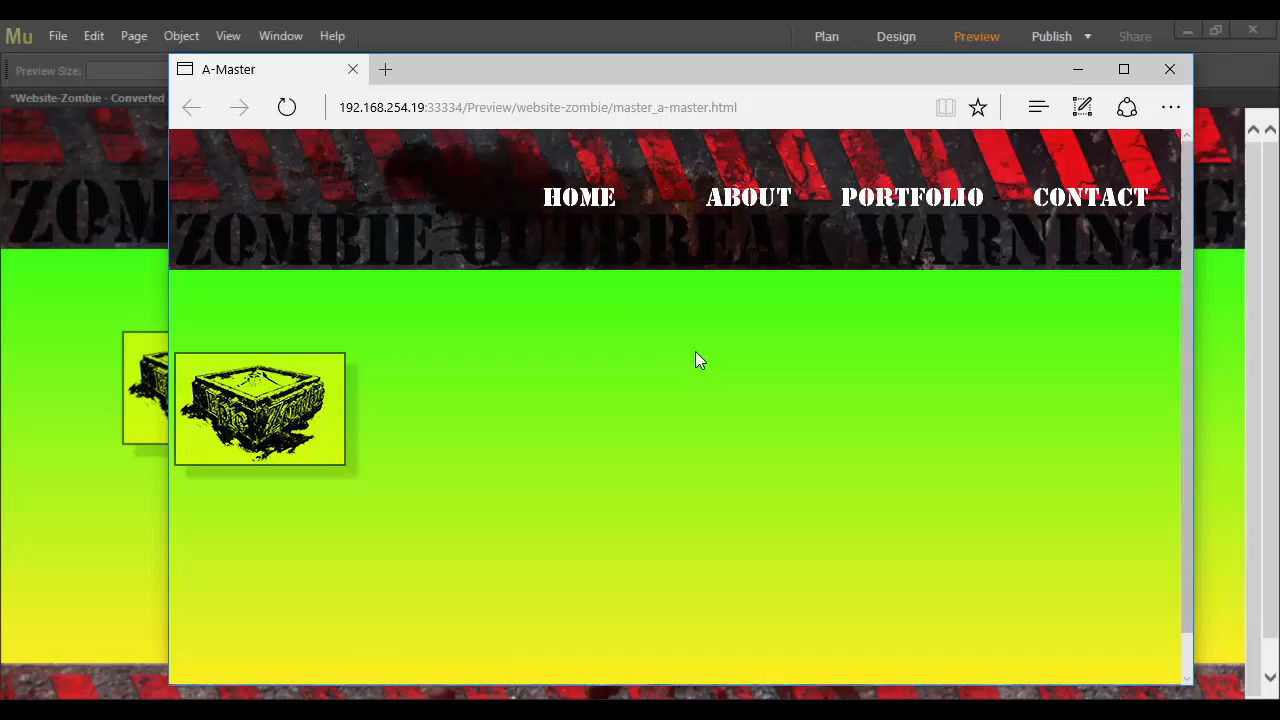 Mu File Edit Page Object View Window Help Plan Design Preview Publish Share
Preview Size:
A-Master
*Website-Zombie - Converted
192.168.254.19:33334/Preview/website-zombie/master_a-master.html
HOME ABOUT PORTFOLIO CONTACT
ZOMBIE OUTBREAK WARNING
ZOM
G